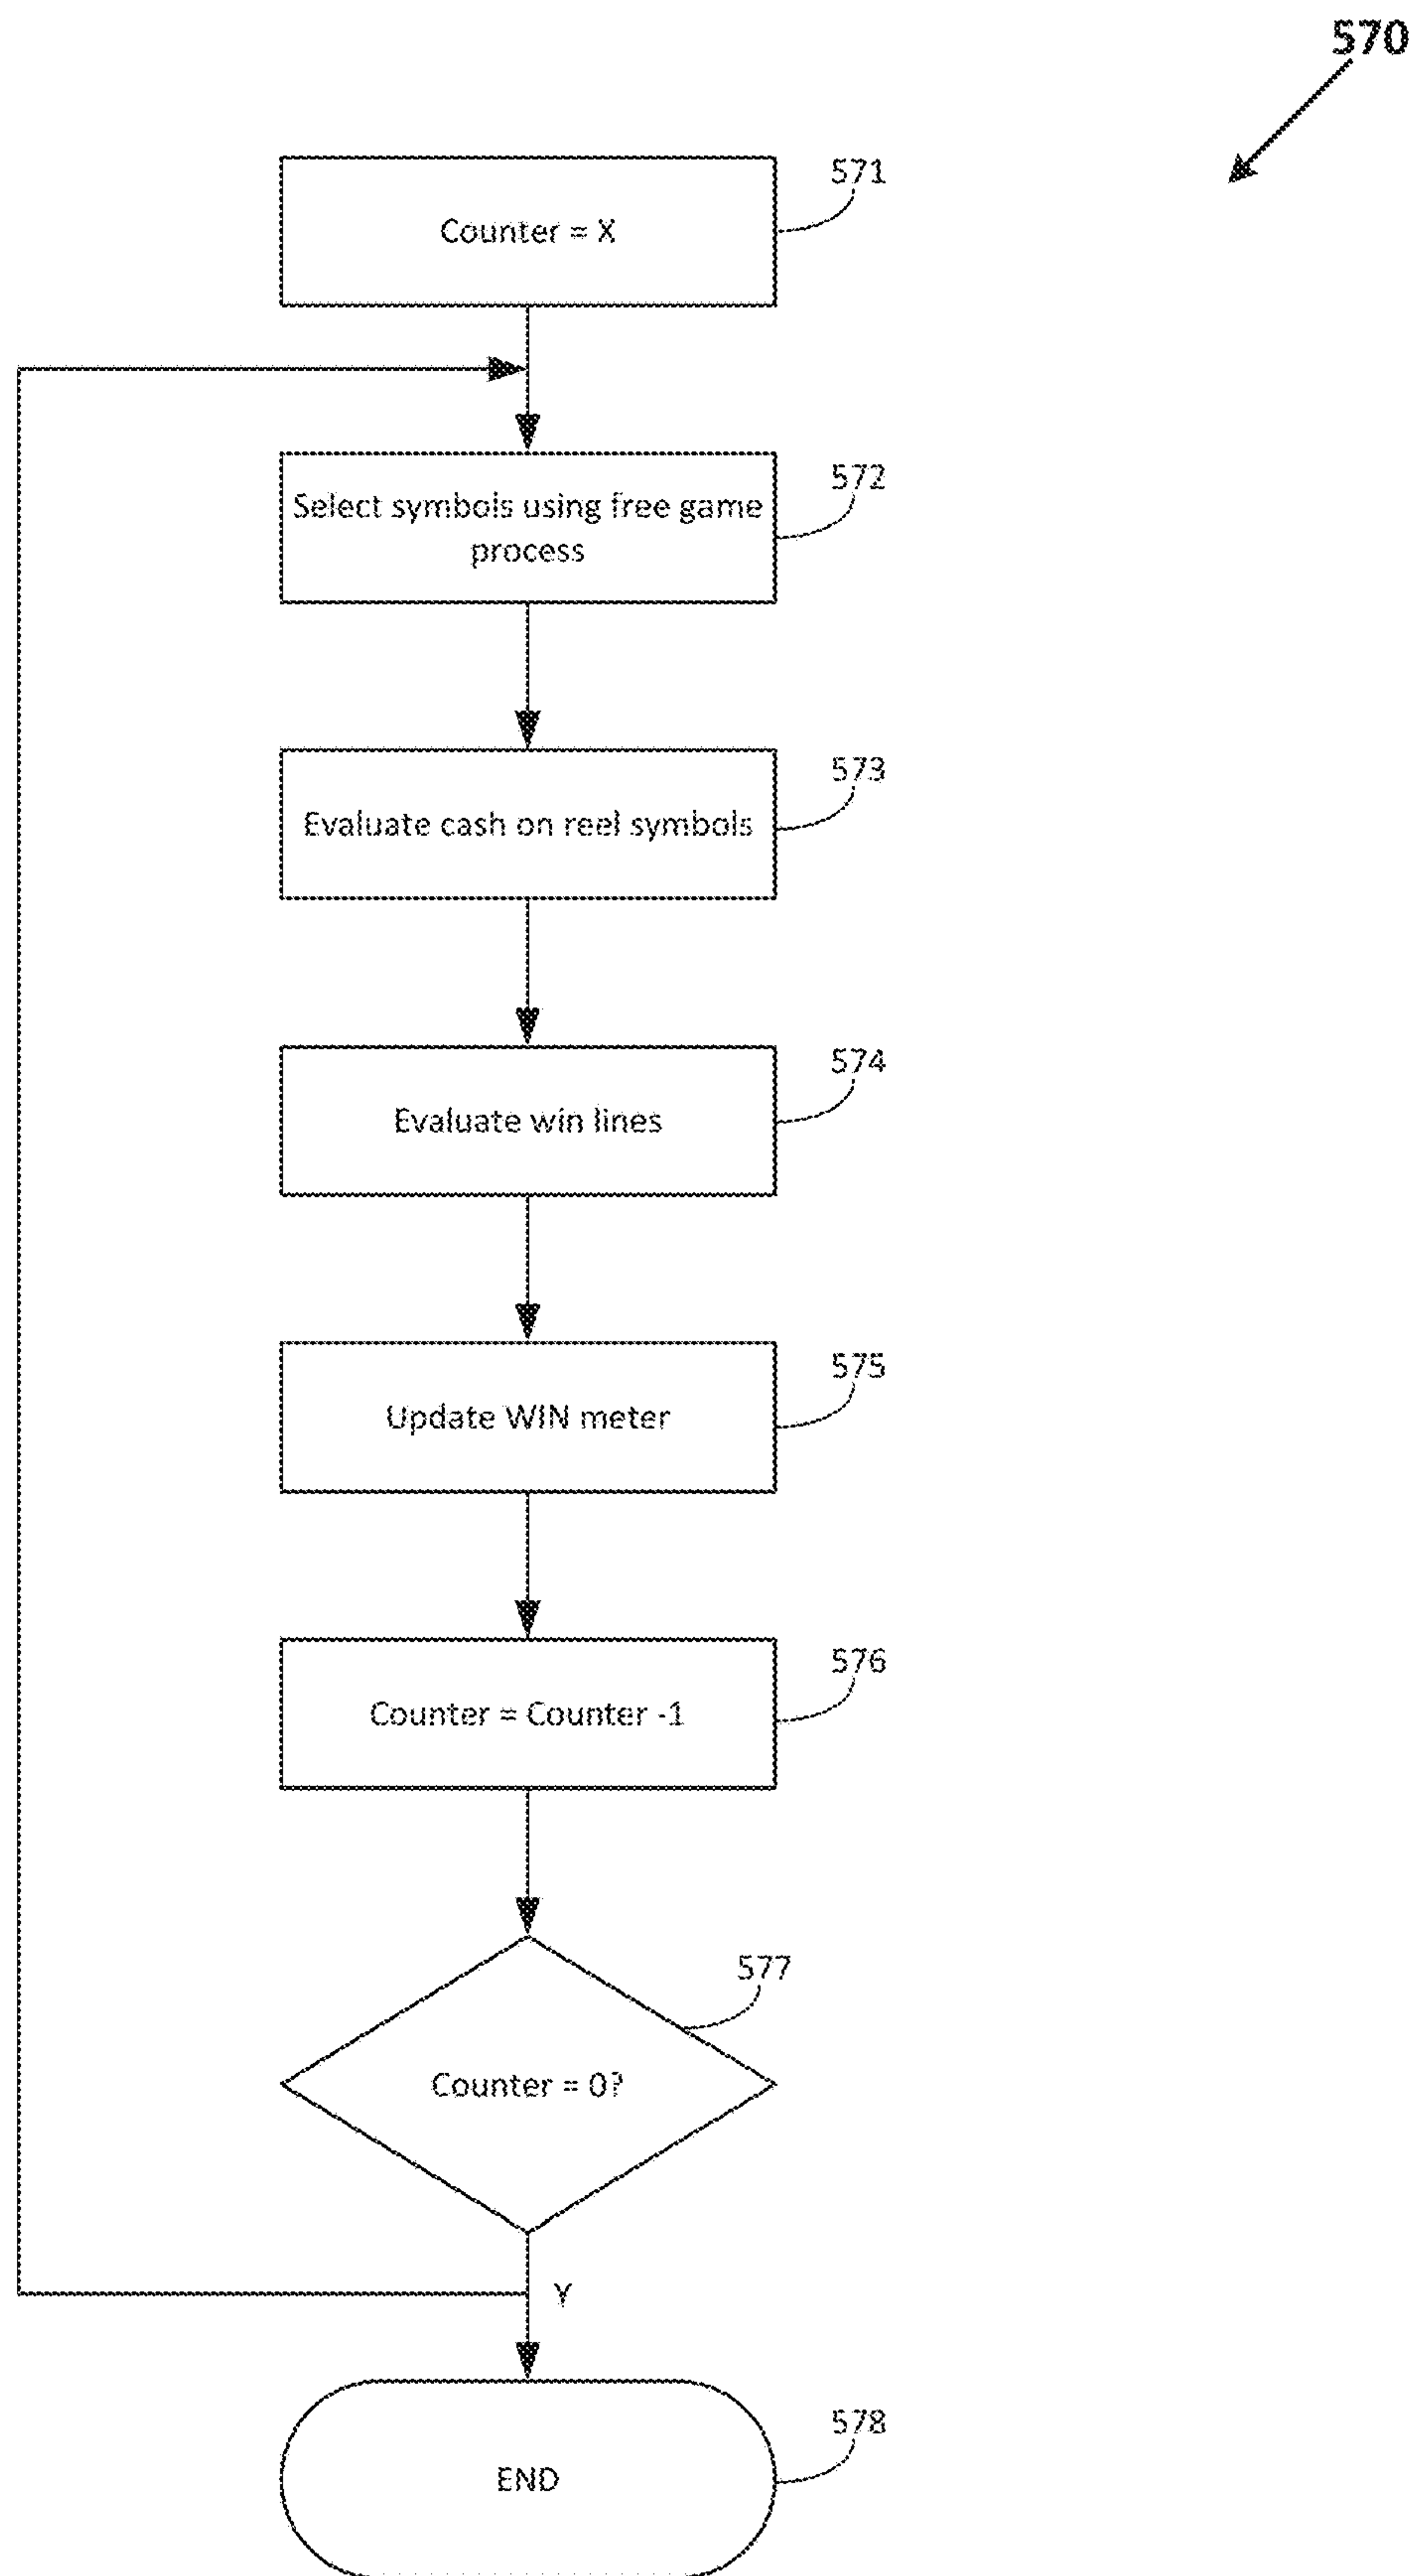 570
571
Counter = X
572
Select symbols using free game
process
573
Evaluate cash on reel symbols
574
Evaluate win lines
575
Update WIN meter
576
Counter = Counter -1
577
Counter = 0?
Y
578
END